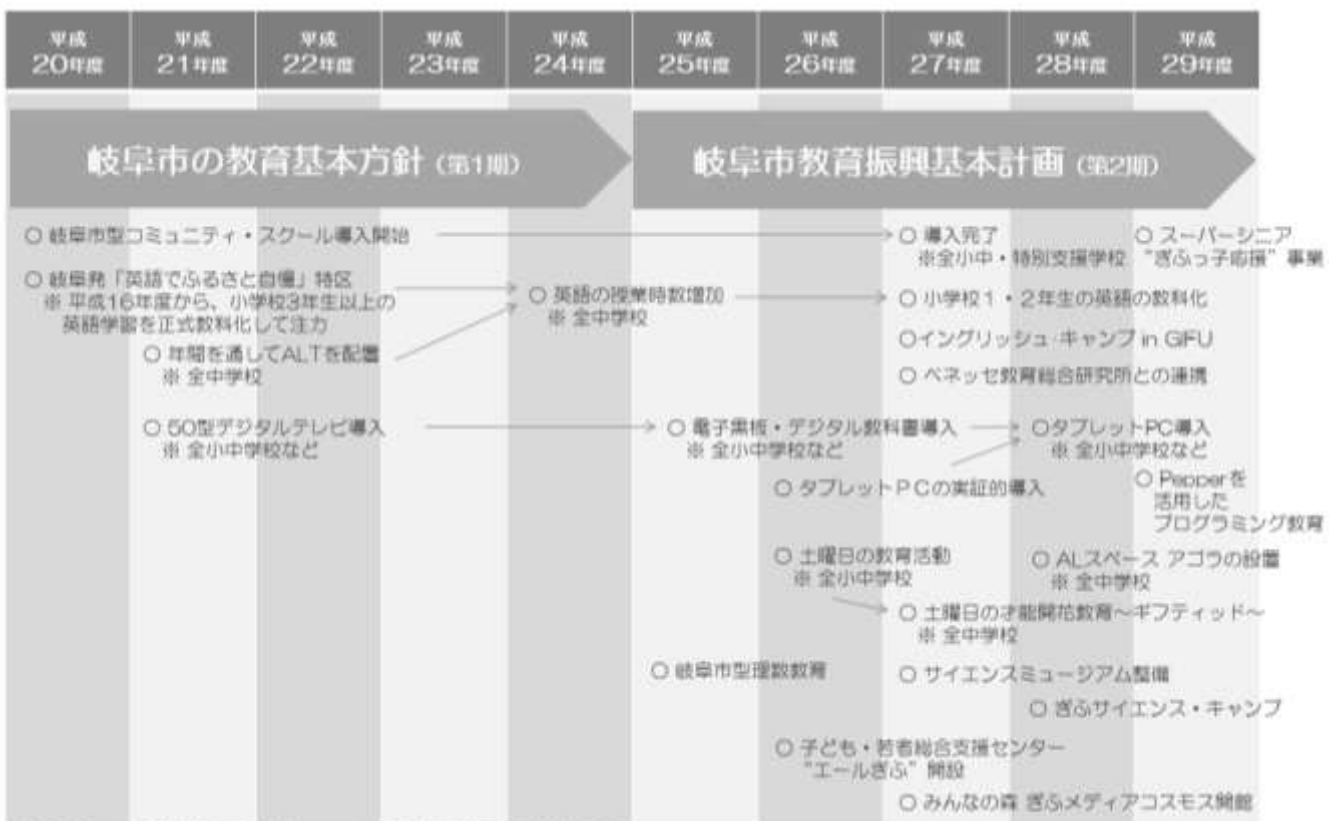 平成 20年度
平成 21年度
平成 22年度
平成 23年度
平成 24年度
平成 25年度
平成 26年度
平成 27年度
平成 28年度
平成 29年度
岐阜市の教育基本方針(第1期)
岐阜市教育振興基本計画(第2期)
○ 岐阜市型コミュニティ・スクール導入開始
○ 導入完了
※全小中・特別支援学校
○ スーパーシニア
“ぎふっ子応援”事業
○ 岐阜発「英語でふるさと自慢」特区
※ 平成16年度から、小学校3年生以上の
英語学習を正式教科化して注力
○ 英語の授業時数増加
※ 全中学校
○ 小学校1・2年生の英語の教科化
○ 年間を通してALTを配置
※ 全中学校
○イングリッシュ・キャンプ in GIFU
○ ベネッセ教育総合研究所との連携
○ 50型デジタルテレビ導入
※ 全小中学校など
○ 電子黒板・デジタル教科書導入
※ 全小中学校など
○タブレットPC導入
※ 全小中学校など
○ タブレットPCの実証的導入
○ Pepperを
活用した
プログラミング教育
○ 土曜日の教育活動
※ 全小中学校
○ ALスペース アゴラの設置
※ 全中学校
○ 土曜日の才能開花教育~ギフティッド~
※ 全中学校
○ 岐阜市型理数教育
○ サイエンスミュージアム整備
○ ぎふサイエンス・キャンプ
○ 子ども・若者総合支援センター
“エールぎふ”開設
○ みんなの森 ぎふメディアコスモス開館